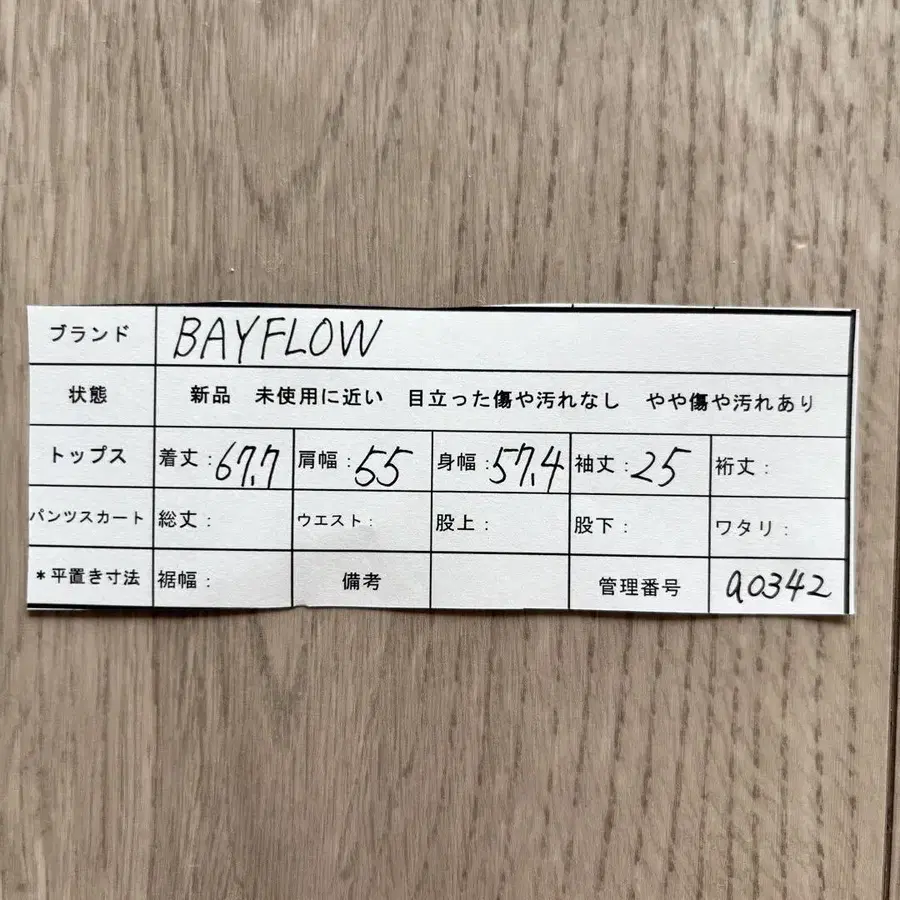 ブランド BAYFLOW
状態 新品 未使用に近い 目立った傷や汚れなし やや傷や汚れあり
トップス 着丈:67.7 肩幅:55 身幅:57.4 袖丈:25 裄丈:
パンツスカート 総丈: ウエスト: 股上: 股下: ワタリ:
*平置き寸法 裾幅: 備考 管理番号 a0342